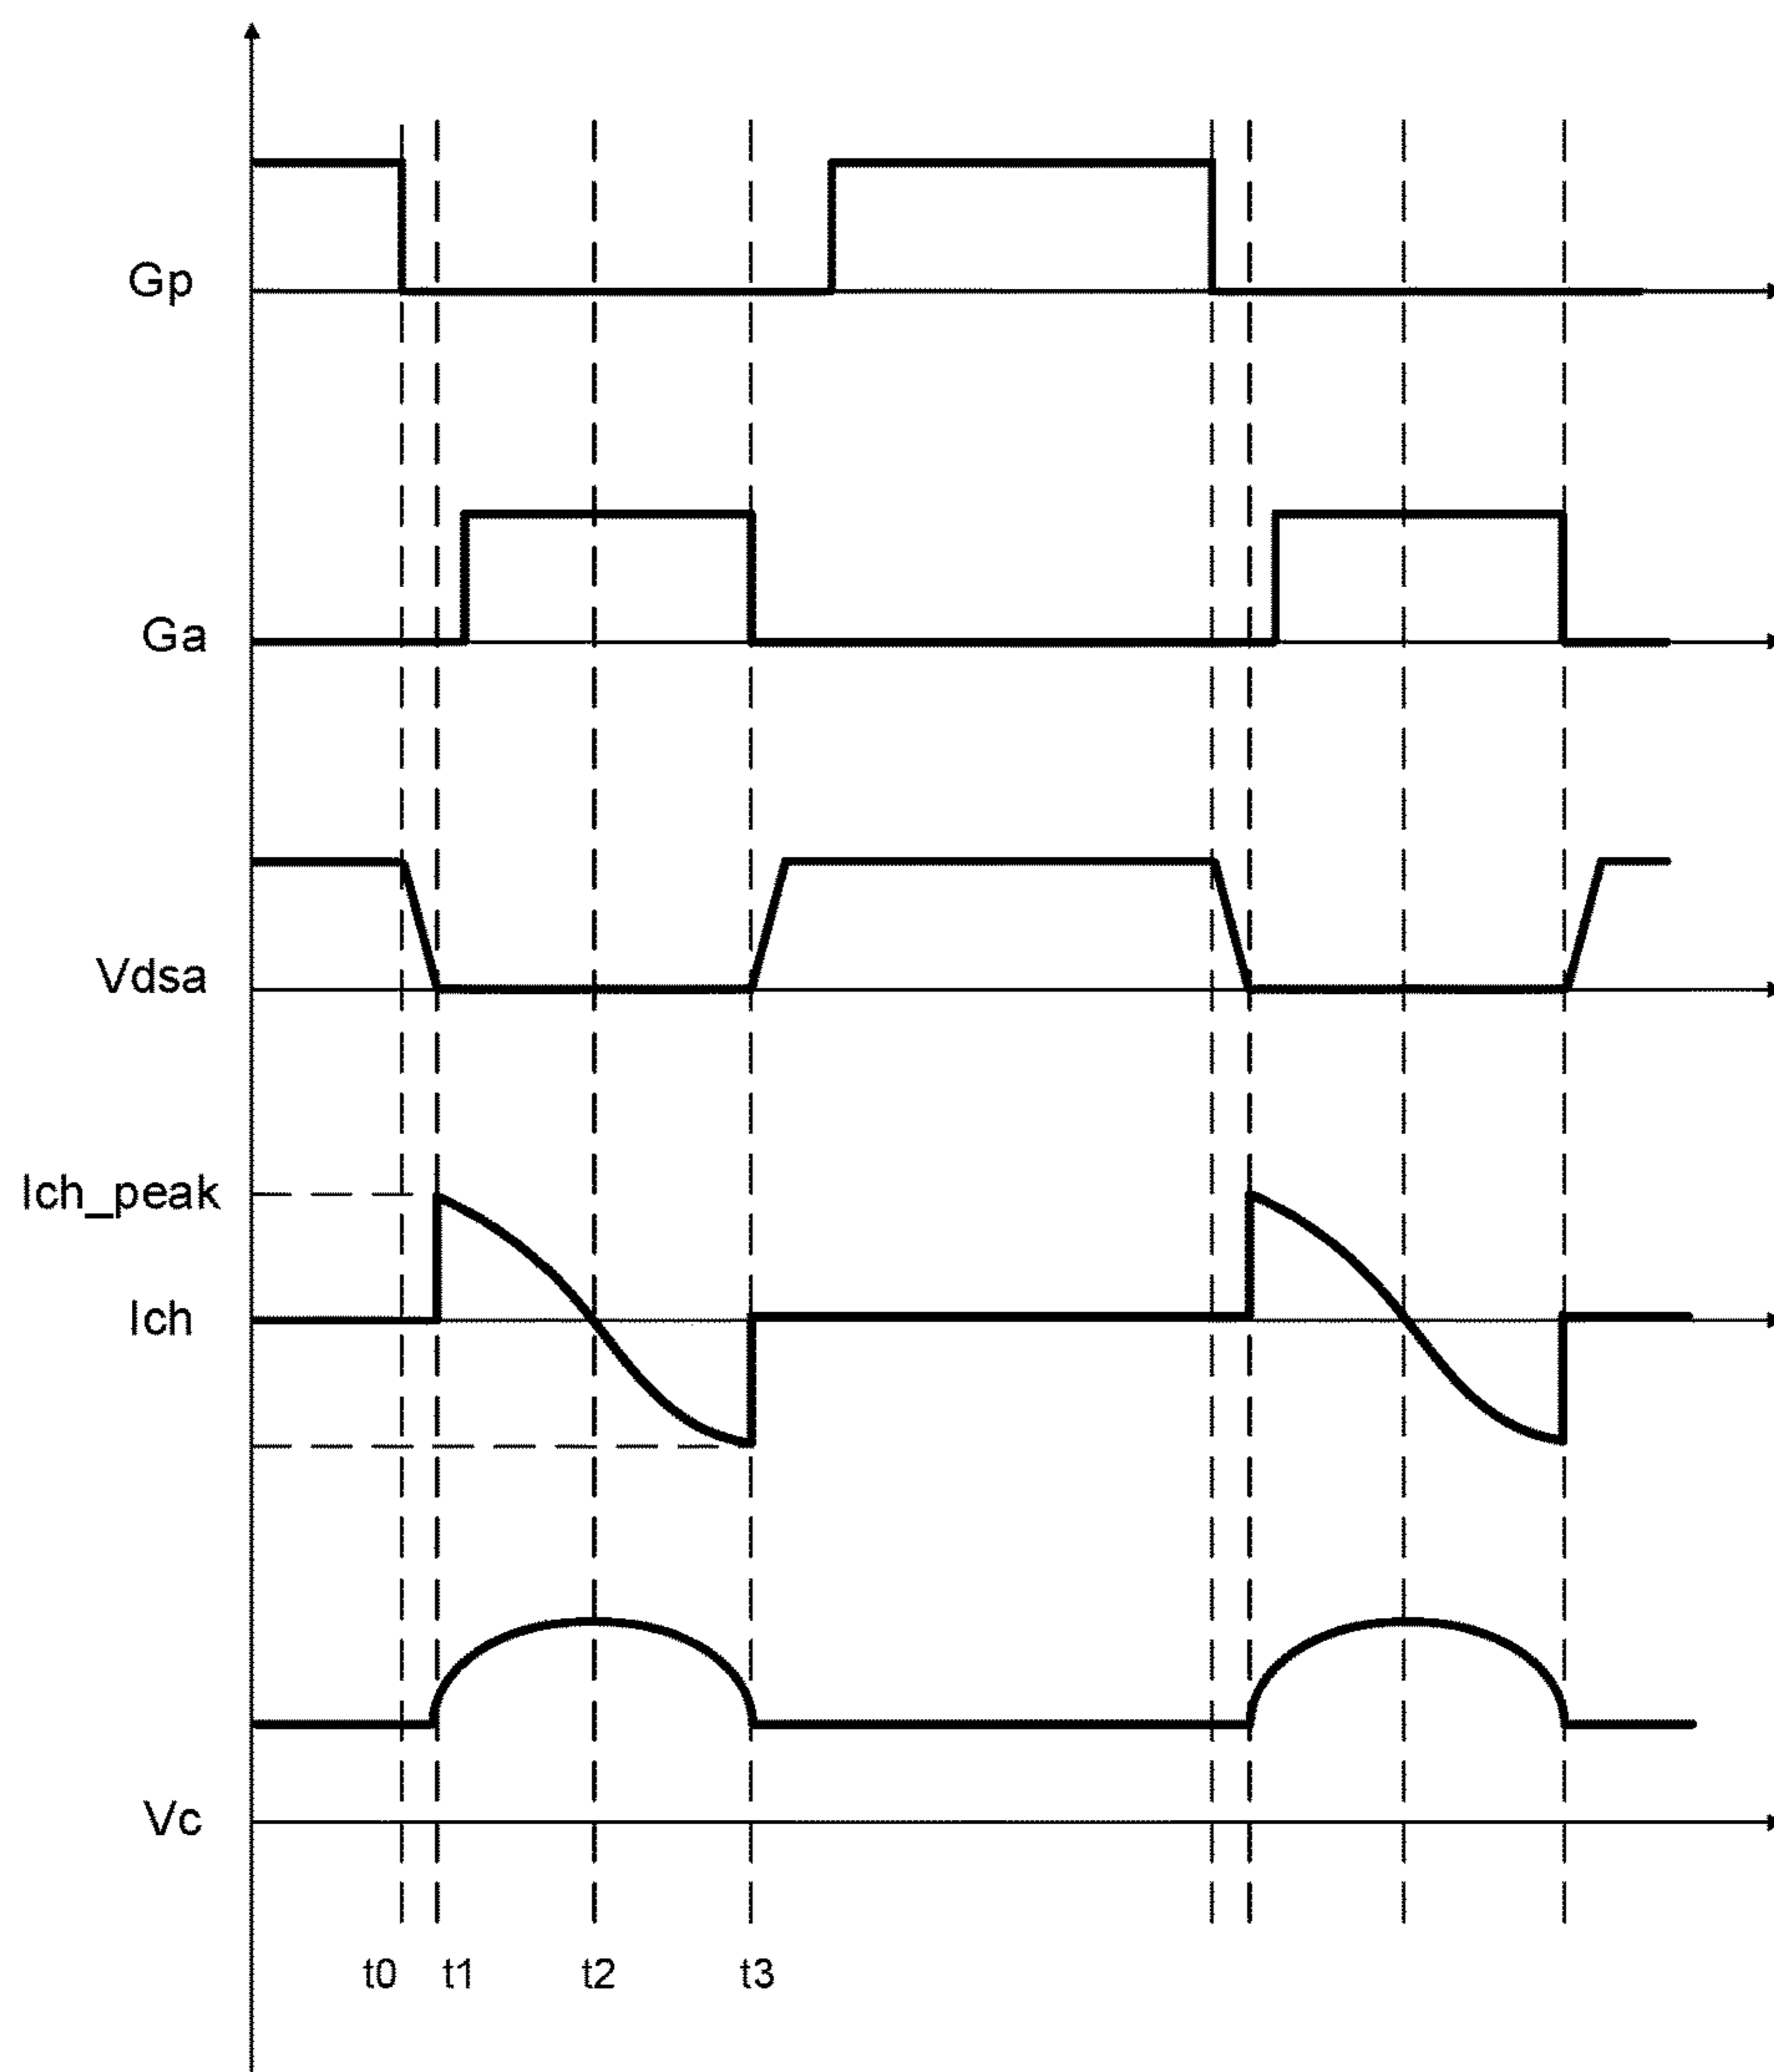 Gp
Ga
Vdsa
Ich_peak
Ich
Vc
t0 t1 t2 t3